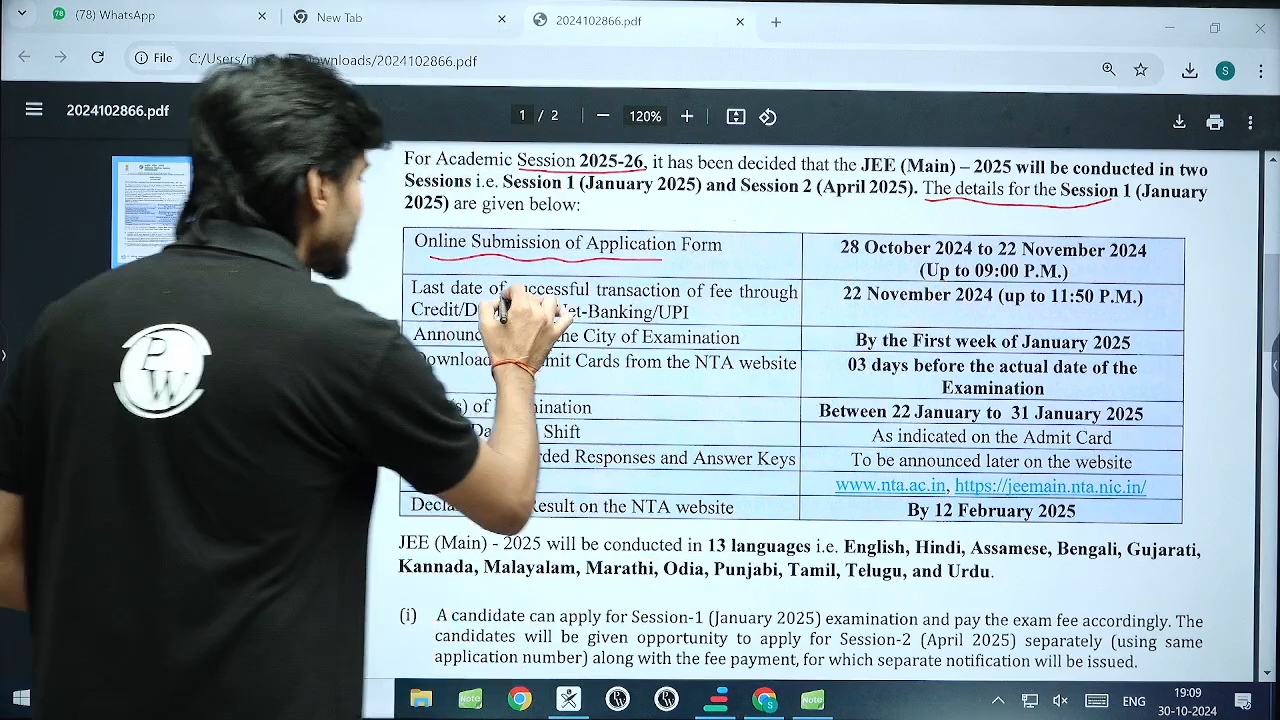 (78) WhatsApp
New Tab
2024102866.pdf
File C:/Users/ ownloads/2024102866.pdf
S
2024102866.pdf
1 / 2
120%
For Academic Session 2025-26, it has been decided that the JEE (Main) – 2025 will be conducted in two
Sessions i.e. Session 1 (January 2025) and Session 2 (April 2025). The details for the Session 1 (January
2025) are given below.
Online Submission of Application Form
28 October 2024 to 22 November 2024
(Up to 09:00 P.M.)
Last date of successful transaction of fee through
Credit/ et-Banking/UPI
22 November 2024 (up to 11:50 P.M.)
City of Examination
By the First week of January 2025
Cards from the NTA website
03 days before the actual date of the
Examination
of
Between 22 January to 31 January 2025
Shift
As indicated on the Admit Card
Responses and Answer Keys
To be announced later on the website
www.nta.ac.in, https://jeemain.nta.nic.in/
Result on the NTA website
By 12 February 2025
JEE (Main) - 2025 will be conducted in 13 languages i.e. English, Hindi, Assamese, Bengali, Gujarati,
Kannada, Malayalam, Marathi, Odia, Punjabi, Tamil, Telugu, and Urdu.
(i) A candidate can apply for Session-1 (January 2025) examination and pay the exam fee accordingly. The
candidates will be given opportunity to apply for Session-2 (April 2025) separately (using same
application number) along with the fee payment, for which separate notification will be issued.
PW
ENG
19:09
30-10-2024